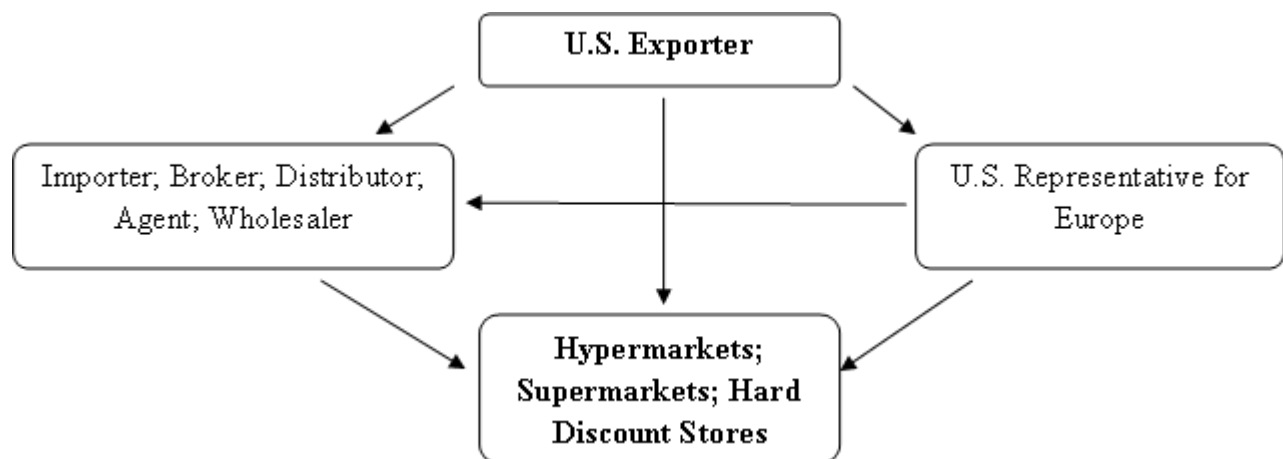 U.S. Exporter
Importer; Broker; Distributor;
Agent; Wholesaler
U.S. Representative for
Europe
Hypermarkets;
Supermarkets; Hard
Discount Stores